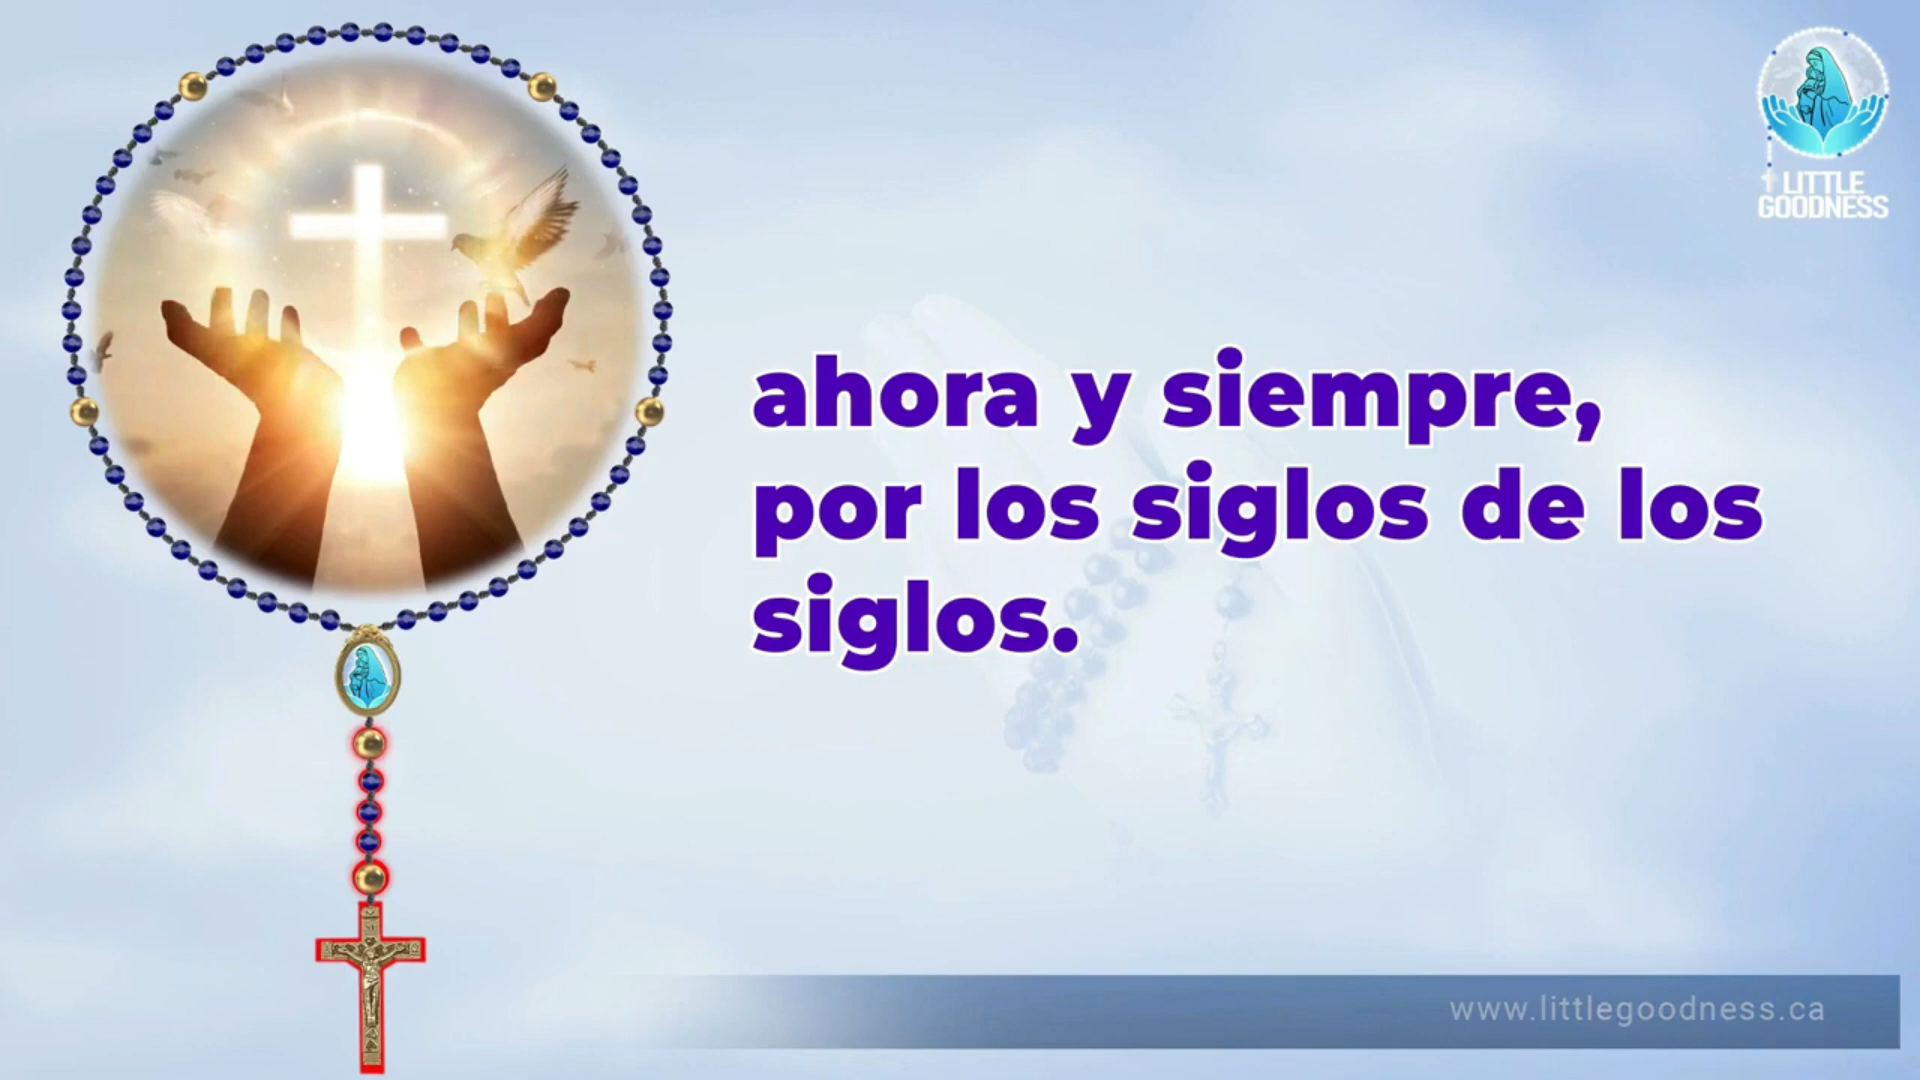 LITTLE
GOODNESS
ahora y siempre,
por los siglos de los
siglos.
www.littlegoodness.ca